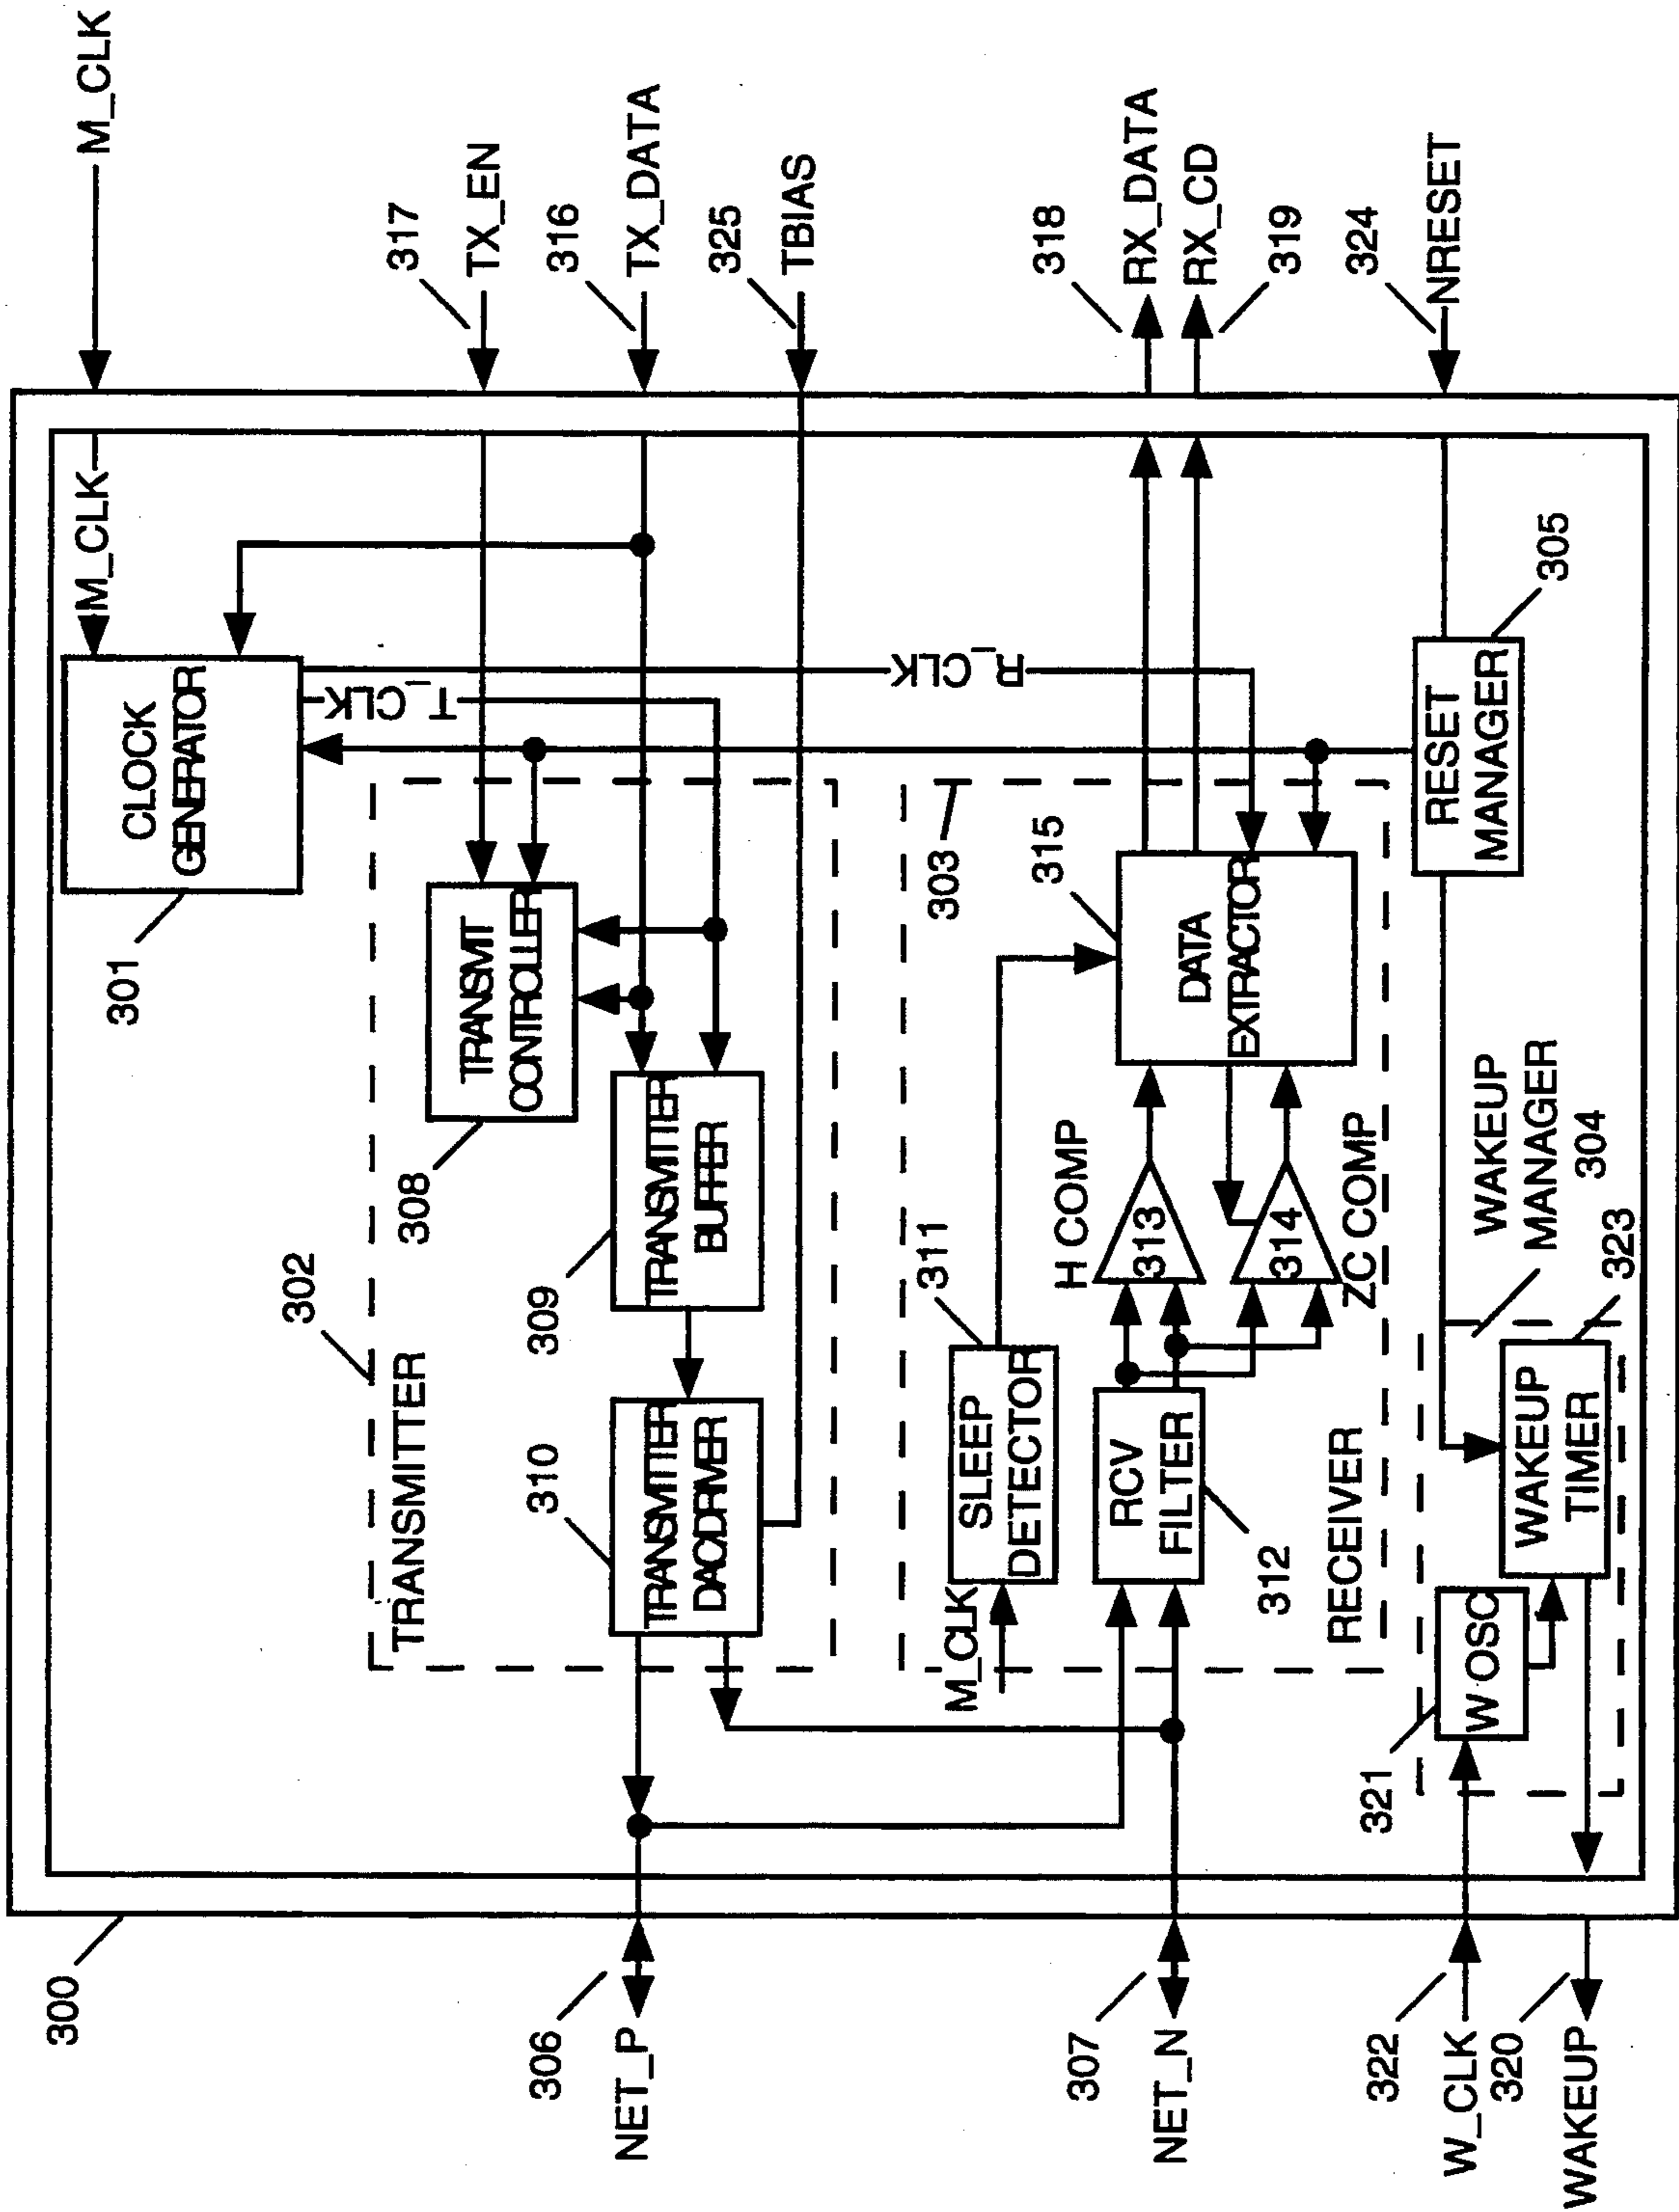 300
M_CLK
M_CLK
CLOCK
GENERATOR
301
T_CLK
R_CLK
317
TX_EN
316
TX_DATA
325
TBIAS
302
TRANSMITTER
TRANSMIT
CONTROLLER
308
TRANSMITTER
BUFFER
309
TRANSMITTER
DAC/DRIVER
310
306
NET_P
307
NET_N
303
RECEIVER
M_CLK
SLEEP
DETECTOR
311
RCV
FILTER
312
H COMP
313
314
ZC COMP
DATA
EXTRACTOR
315
318
RX_DATA
RX_CD
319
324
NRESET
RESET
MANAGER
305
WAKEUP
MANAGER
304
W OSC
321
WAKEUP
TIMER
323
322
W_CLK
320
WAKEUP